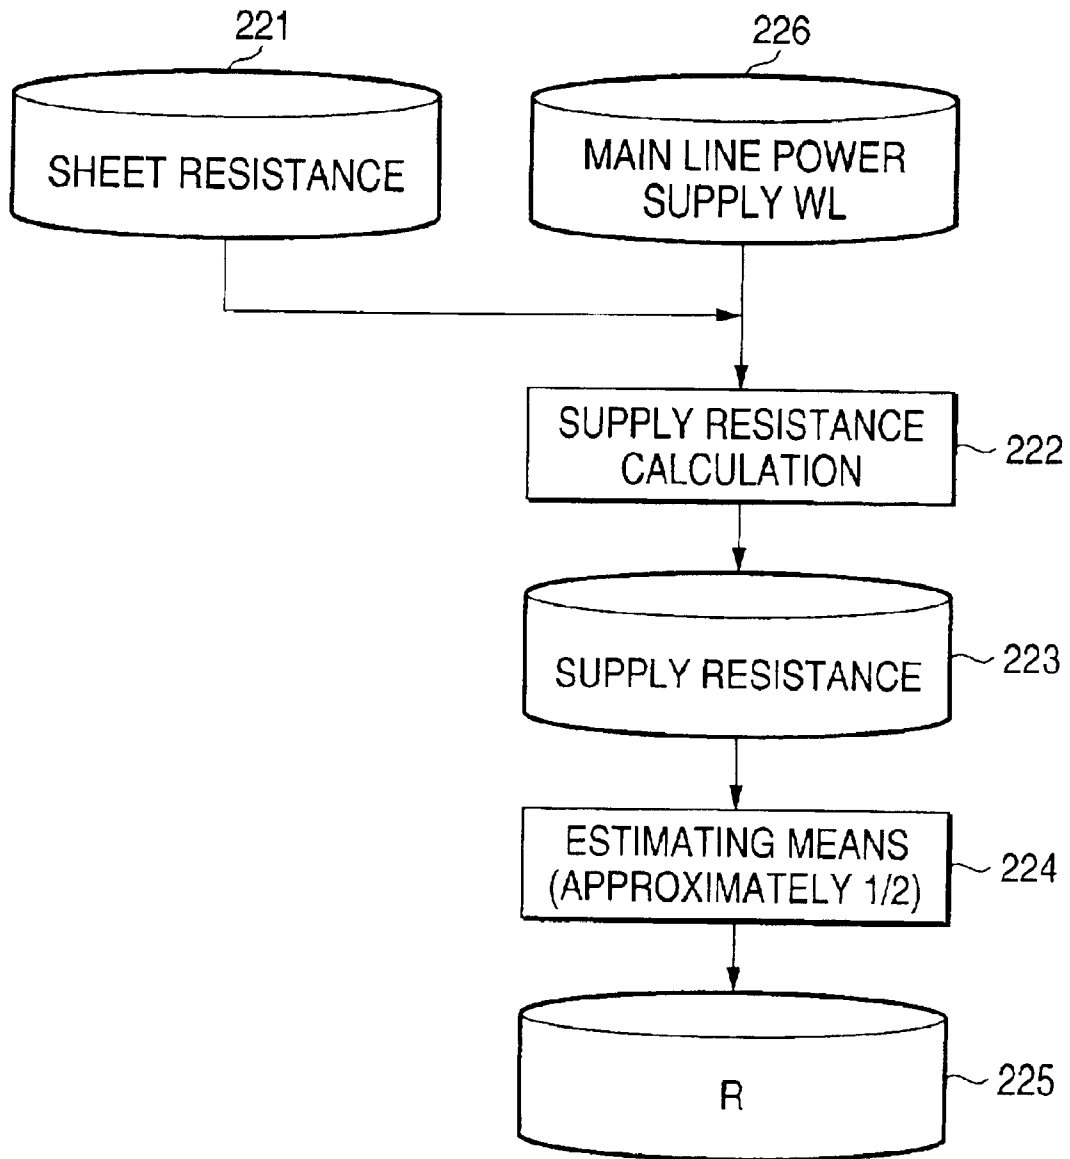 221
226
SHEET RESISTANCE
MAIN LINE POWER
SUPPLY WL
SUPPLY RESISTANCE
CALCULATION
222
SUPPLY RESISTANCE
223
ESTIMATING MEANS
(APPROXIMATELY 1/2)
224
R
225